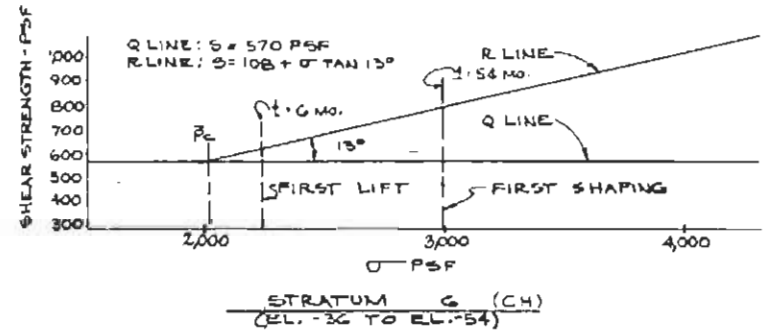 SHEAR STRENGTH - PSF
Q LINE: S = 570 PSF
R LINE: S=108 + σ TAN 13°
1,000
900
800
700
600
500
400
300
P̄c
t=6 MO.
13°
t=54 MO.
R LINE
Q LINE
FIRST LIFT
FIRST SHAPING
2,000
3,000
4,000
σ - PSF
STRATUM 6 (CH)
(EL. -36 TO EL. -54)